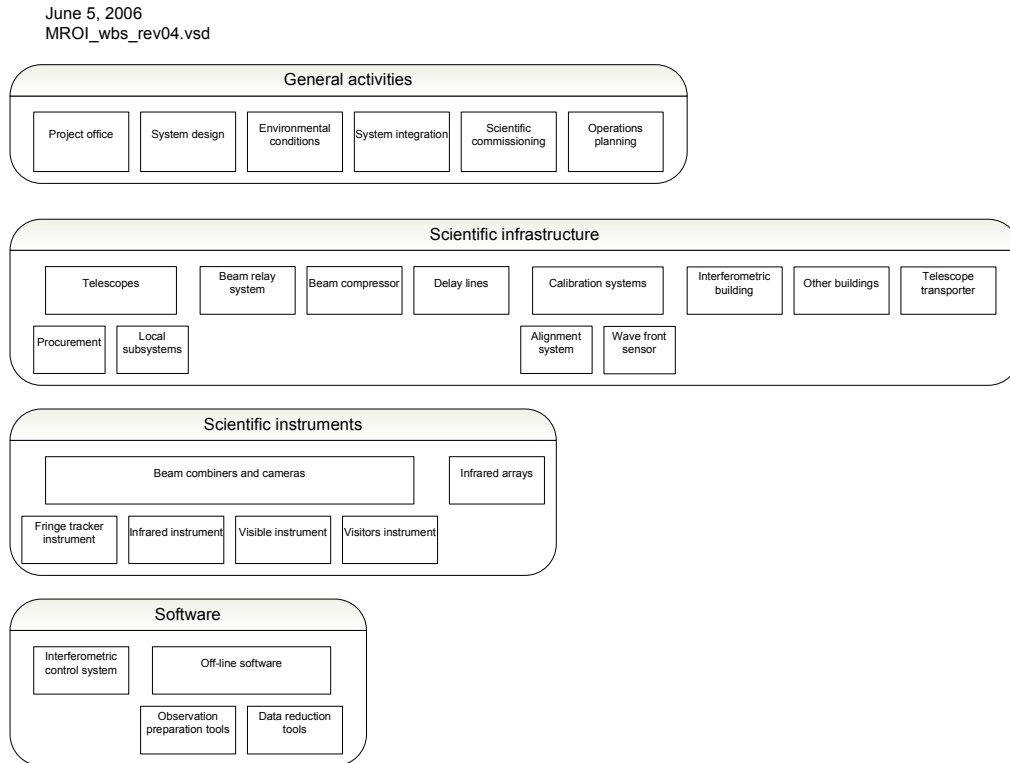 June 5, 2006
MROI_wbs_rev04.vsd
General activities
Project office
System design
Environmental
conditions
System integration
Scientific
commissioning
Operations
planning
Scientific infrastructure
Telescopes
Beam relay
system
Beam compressor
Delay lines
Calibration systems
Interferometric
building
Other buildings
Telescope
transporter
Procurement
Local
subsystems
Alignment
system
Wave front
sensor
Scientific instruments
Beam combiners and cameras
Infrared arrays
Fringe tracker
instrument
Infrared instrument
Visible instrument
Visitors instrument
Software
Interferometric
control system
Off-line software
Observation
preparation tools
Data reduction
tools